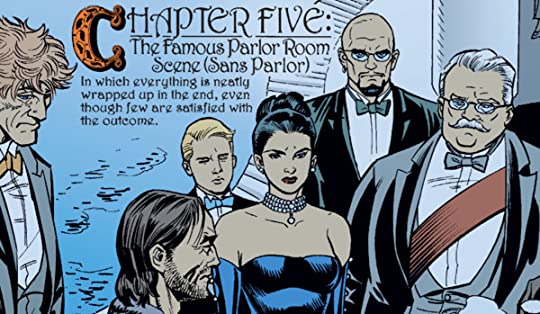 CHAPTER FIVE:
The Famous Parlor Room
Scene (Sans Parlor)
In which everything is neatly
wrapped up in the end, even
though few are satisfied with
the outcome.